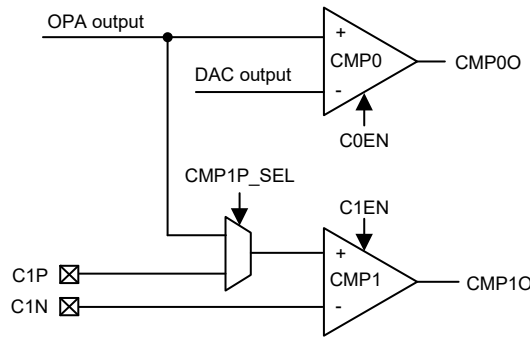 OPA output
+
CMP0
CMP0O
DAC output
-
C0EN
CMP1P_SEL
C1EN
+
C1P
CMP1
CMP1O
C1N
-